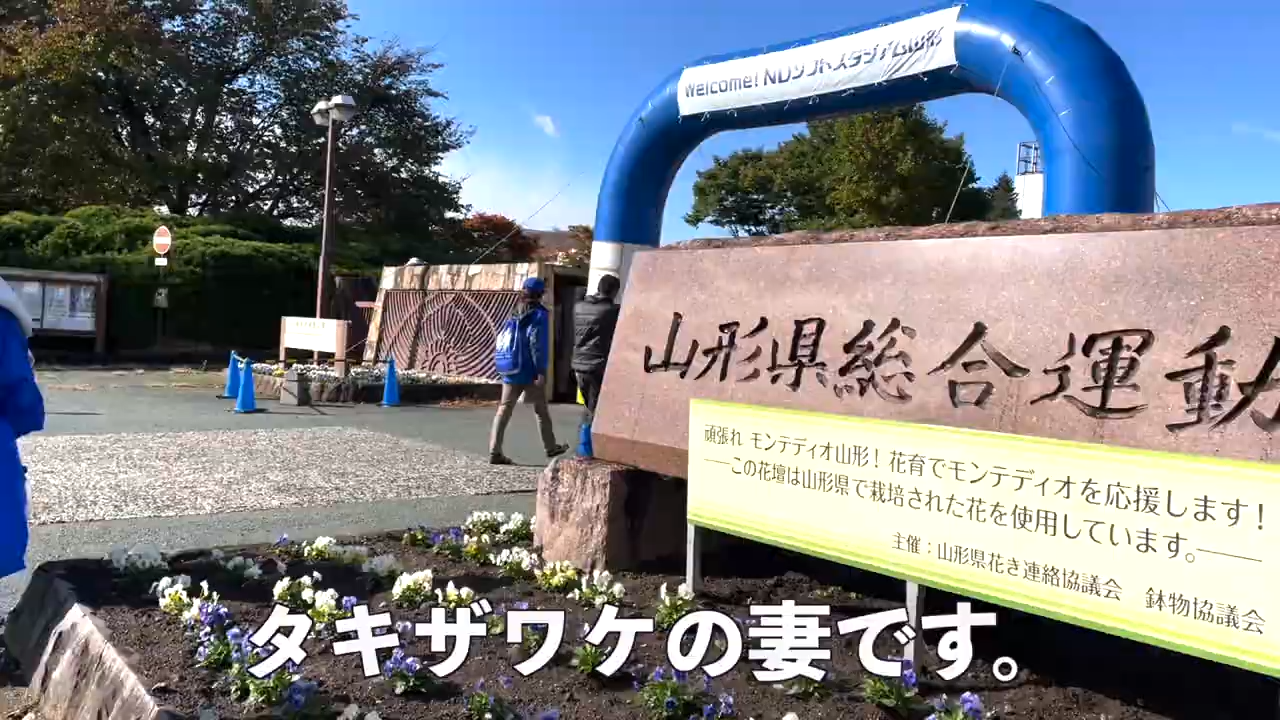 Welcome! NDソフトスタジアム山形
山形県総合運動
頑張れ モンテディオ山形！花育でモンテディオを応援します！
──この花壇は山形県で栽培された花を使用しています。──
主催：山形県花き連絡協議会　鉢物協議会
タキザワケの妻です。